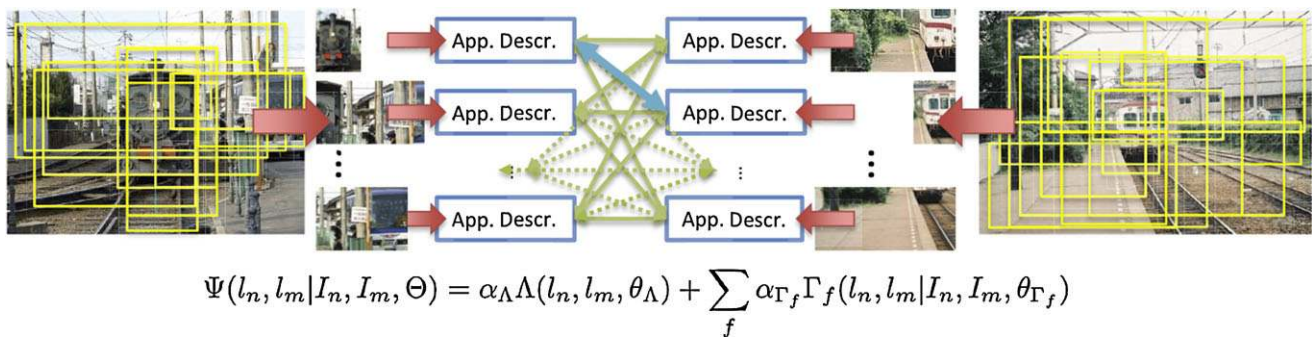 App. Descr. App. Descr.
App. Descr. App. Descr.
... ...
App. Descr. App. Descr.
Ψ(l_n, l_m|I_n, I_m, Θ) = α_Λ Λ(l_n, l_m, θ_Λ) + ∑_f α_{Γ_f} Γ_f(l_n, l_m|I_n, I_m, θ_{Γ_f})